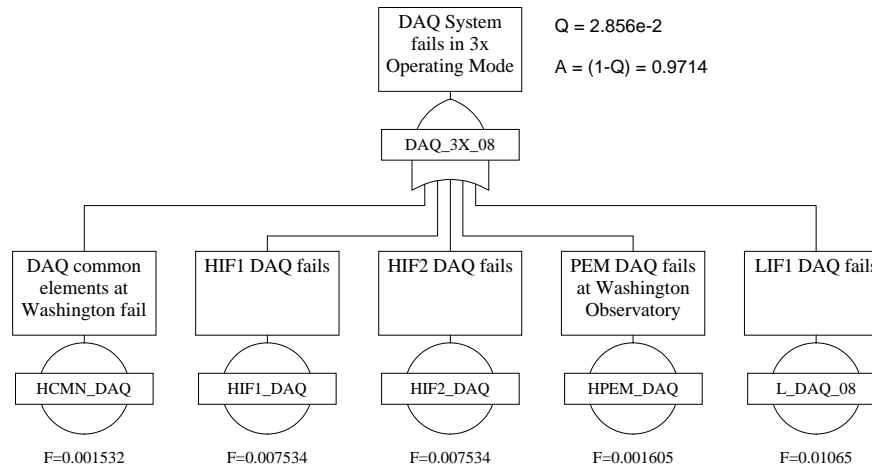 DAQ System
fails in 3x
Operating Mode
Q = 2.856e-2
A = (1-Q) = 0.9714
DAQ_3X_08
DAQ common
elements at
Washington fail
HIF1 DAQ fails
HIF2 DAQ fails
PEM DAQ fails
at Washington
Observatory
LIF1 DAQ fails
HCMN_DAQ
HIF1_DAQ
HIF2_DAQ
HPEM_DAQ
L_DAQ_08
F=0.001532
F=0.007534
F=0.007534
F=0.001605
F=0.01065